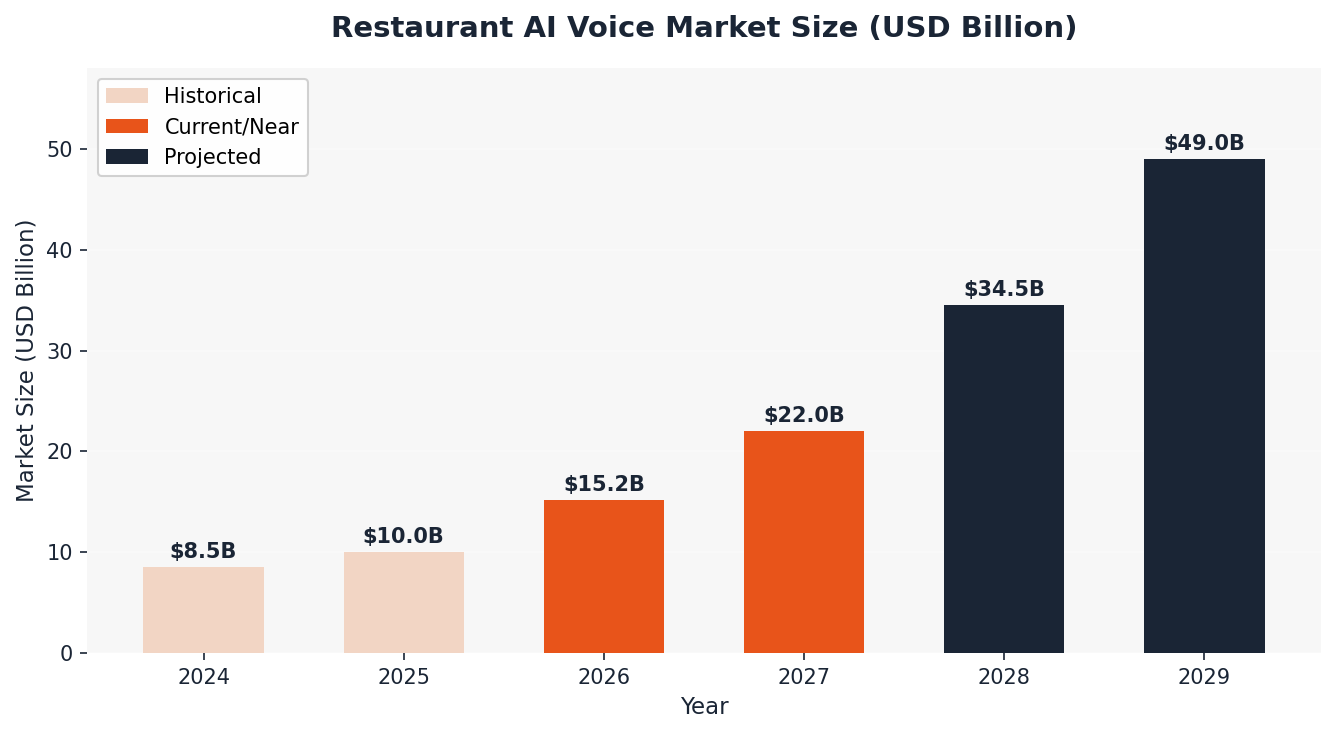 Restaurant AI Voice Market Size (USD Billion)
Historical
Current/Near
Projected
Market Size (USD Billion)
50
40
30
20
10
0
$8.5B
$10.0B
$15.2B
$22.0B
$34.5B
$49.0B
2024
2025
2026
2027
2028
2029
Year